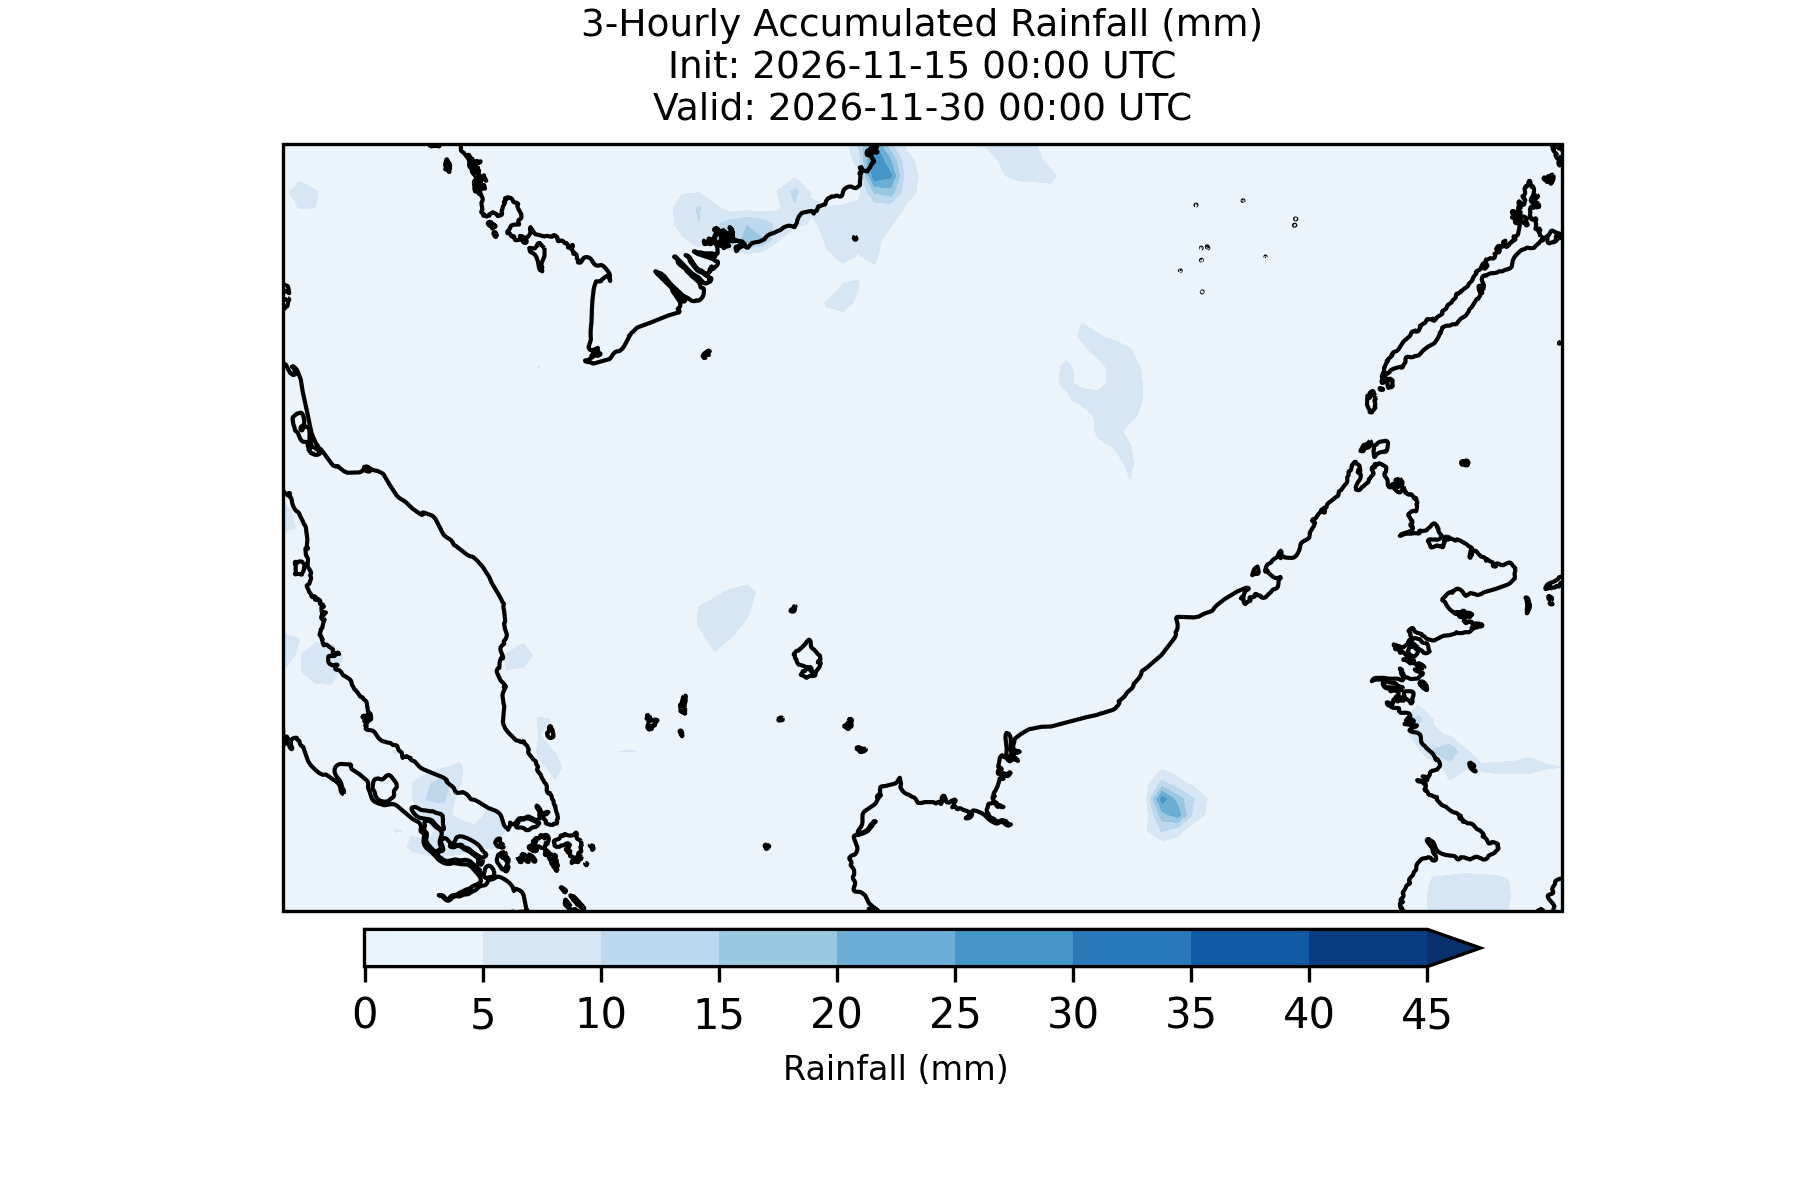 3-Hourly Accumulated Rainfall (mm)
Init: 2026-11-15 00:00 UTC
Valid: 2026-11-30 00:00 UTC
0 5 10 15 20 25 30 35 40 45
Rainfall (mm)